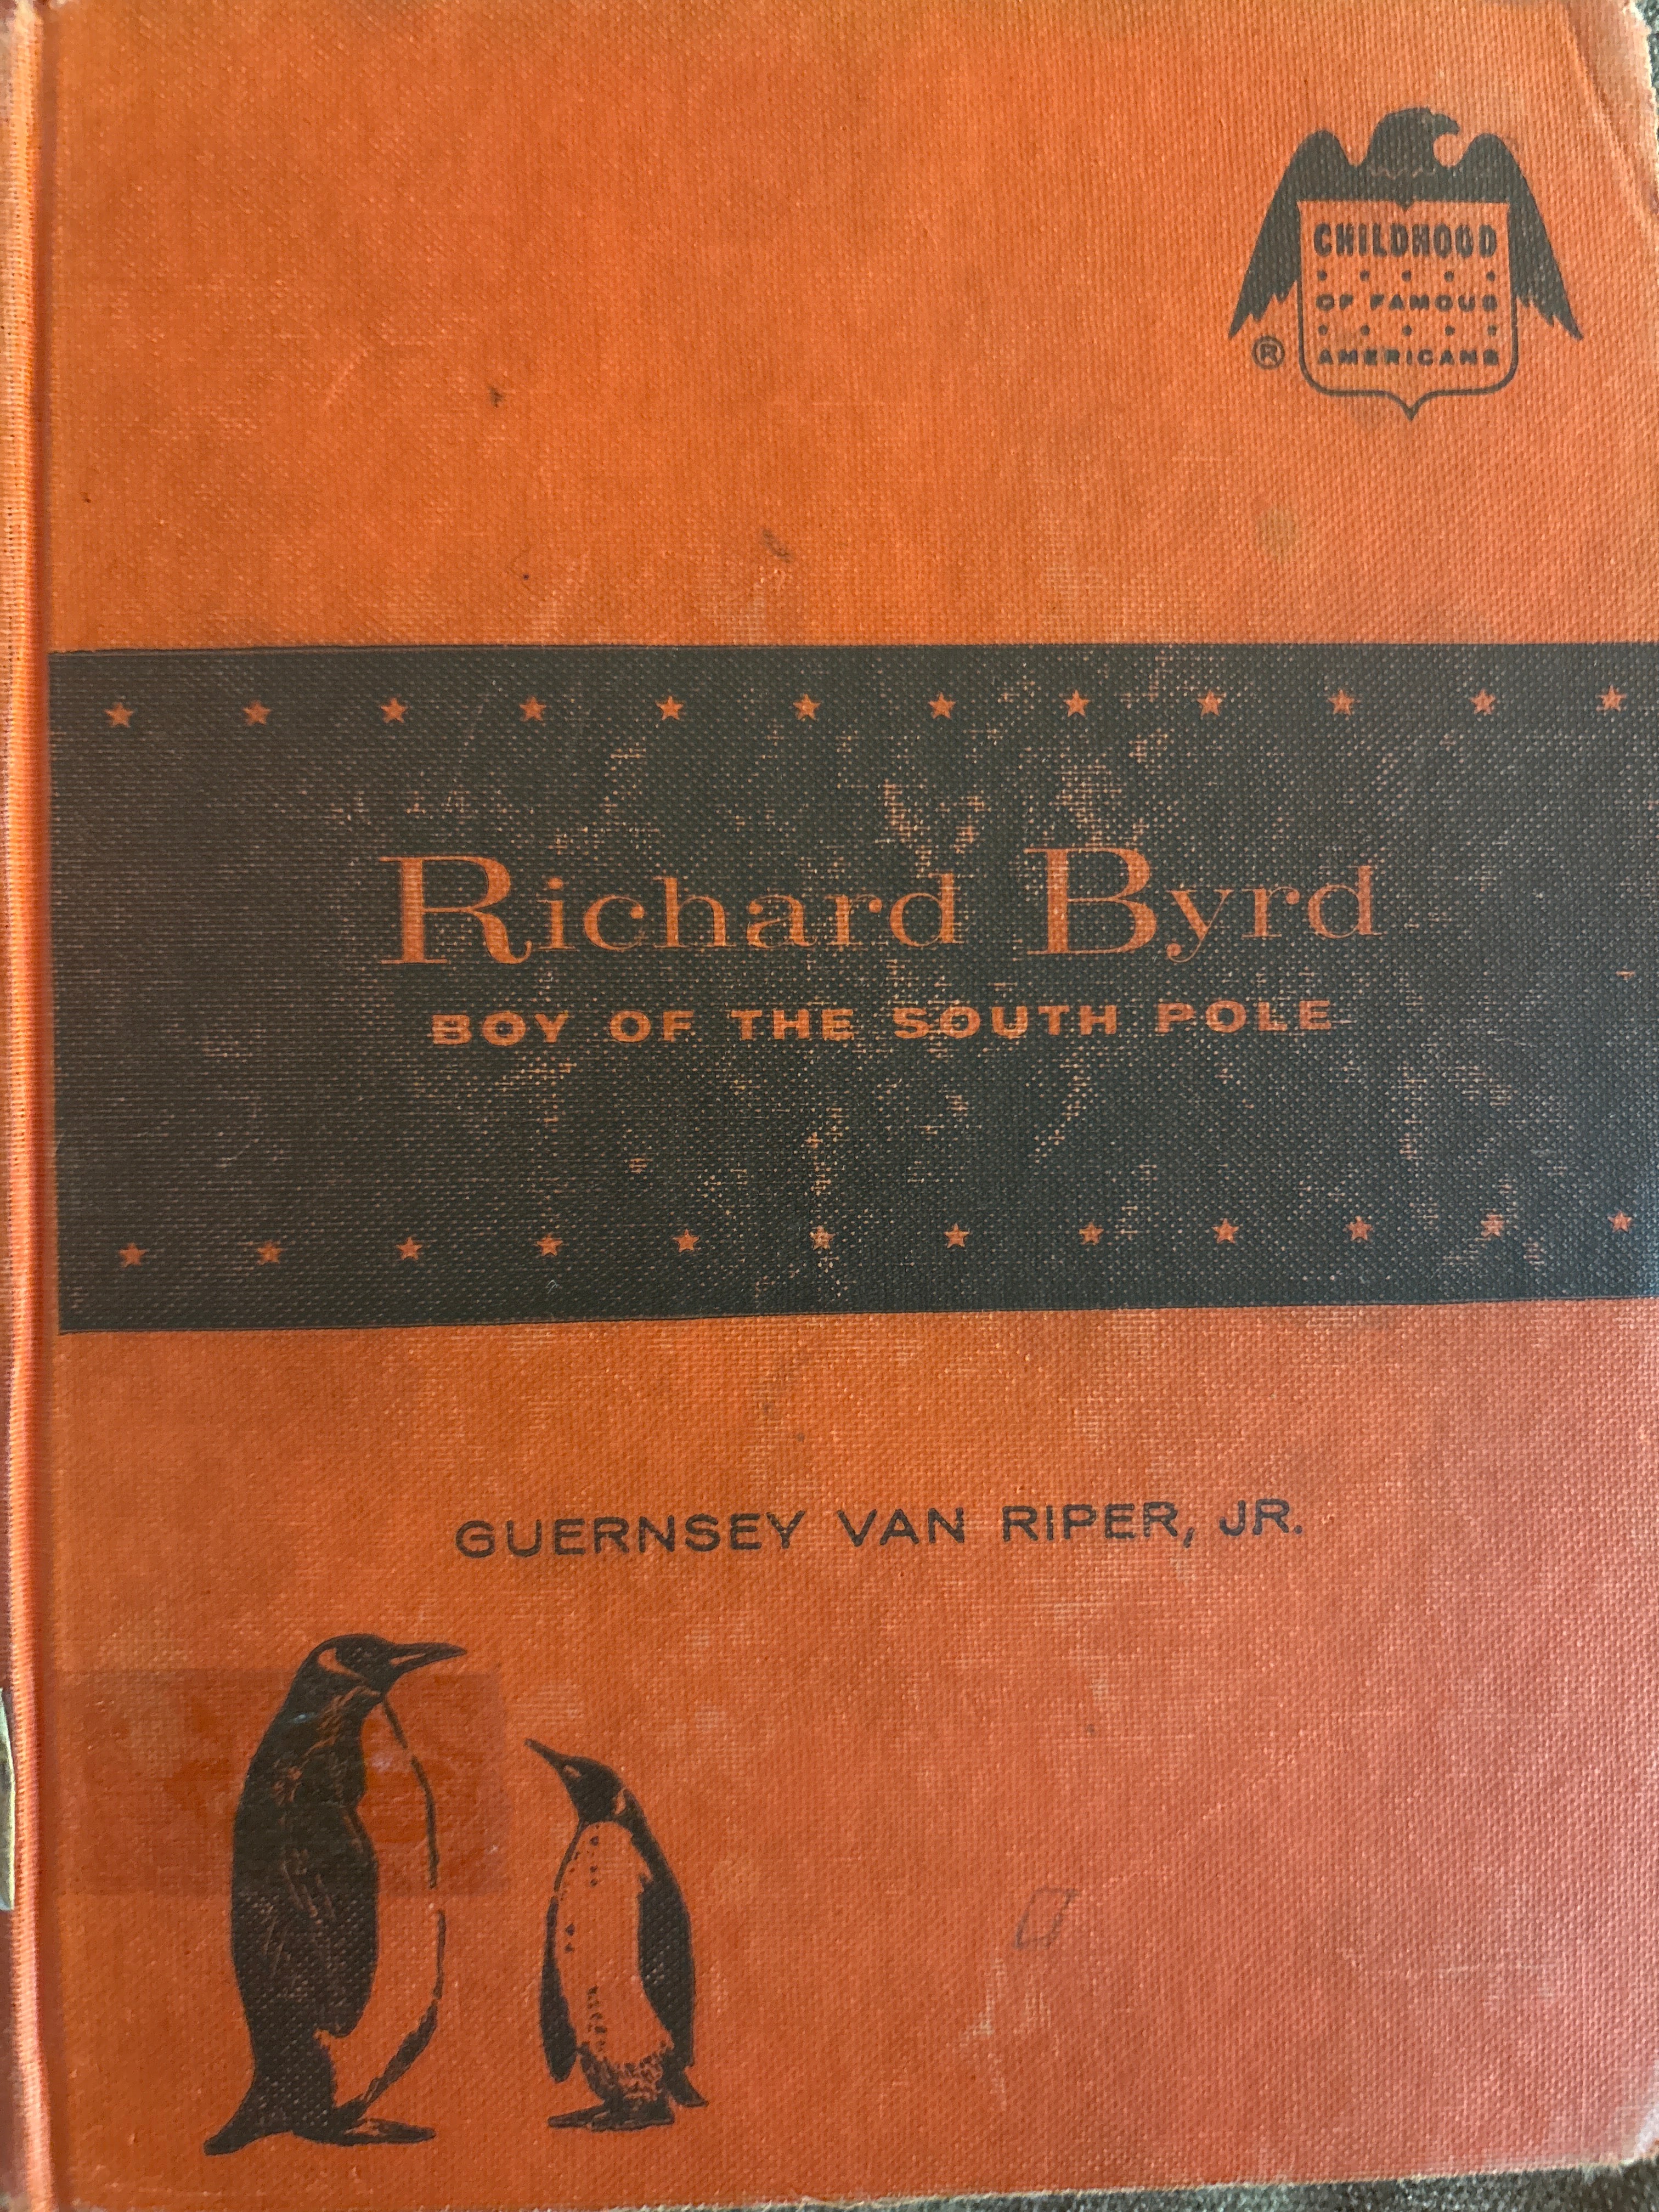 CHILDHOOD
OF FAMOUS
AMERICANS
®
Richard Byrd
BOY OF THE SOUTH POLE
GUERNSEY VAN RIPER, JR.